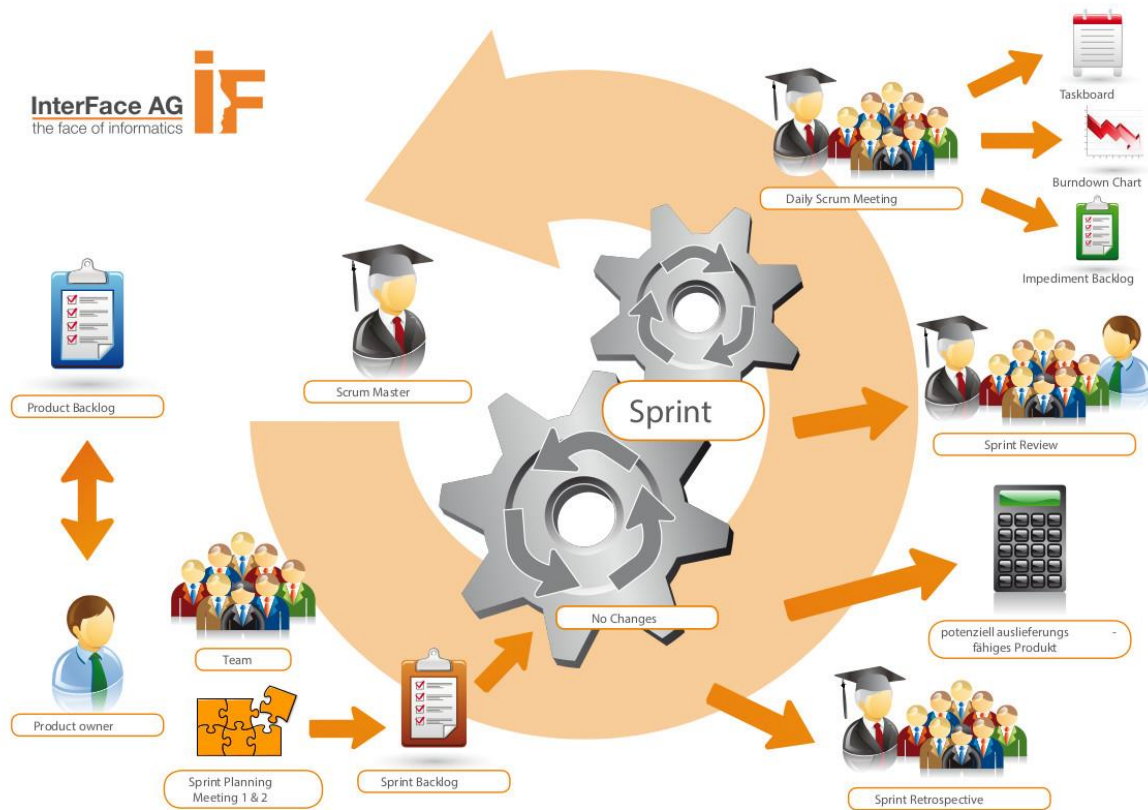 InterFace AG
the face of informatics
iF
Taskboard
Burndown Chart
Daily Scrum Meeting
Impediment Backlog
Product Backlog
Scrum Master
Sprint
Sprint Review
No Changes
potenziell auslieferungs -
fähiges Produkt
Team
Product owner
Sprint Planning
Meeting 1 & 2
Sprint Backlog
Sprint Retrospective